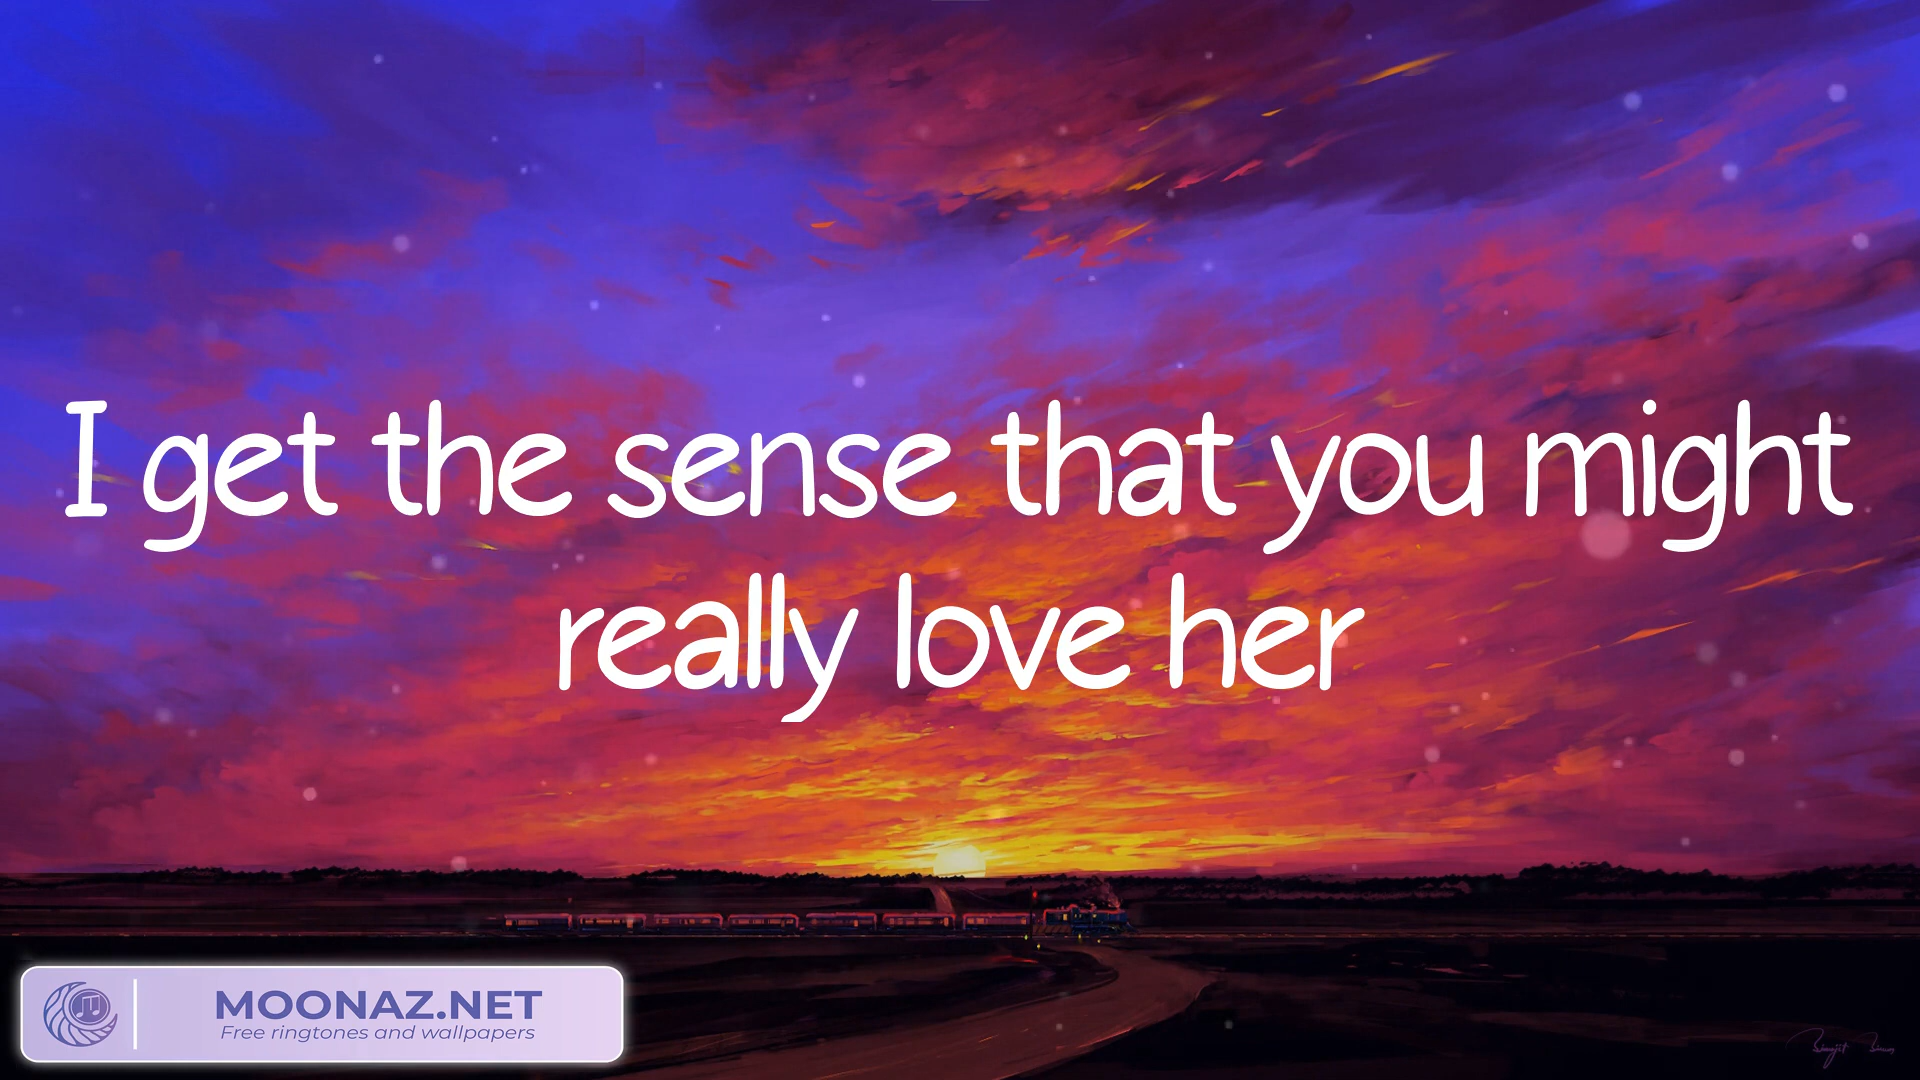 I get the sense that you might
really love her
MOONAZ.NET
Free ringtones and wallpapers